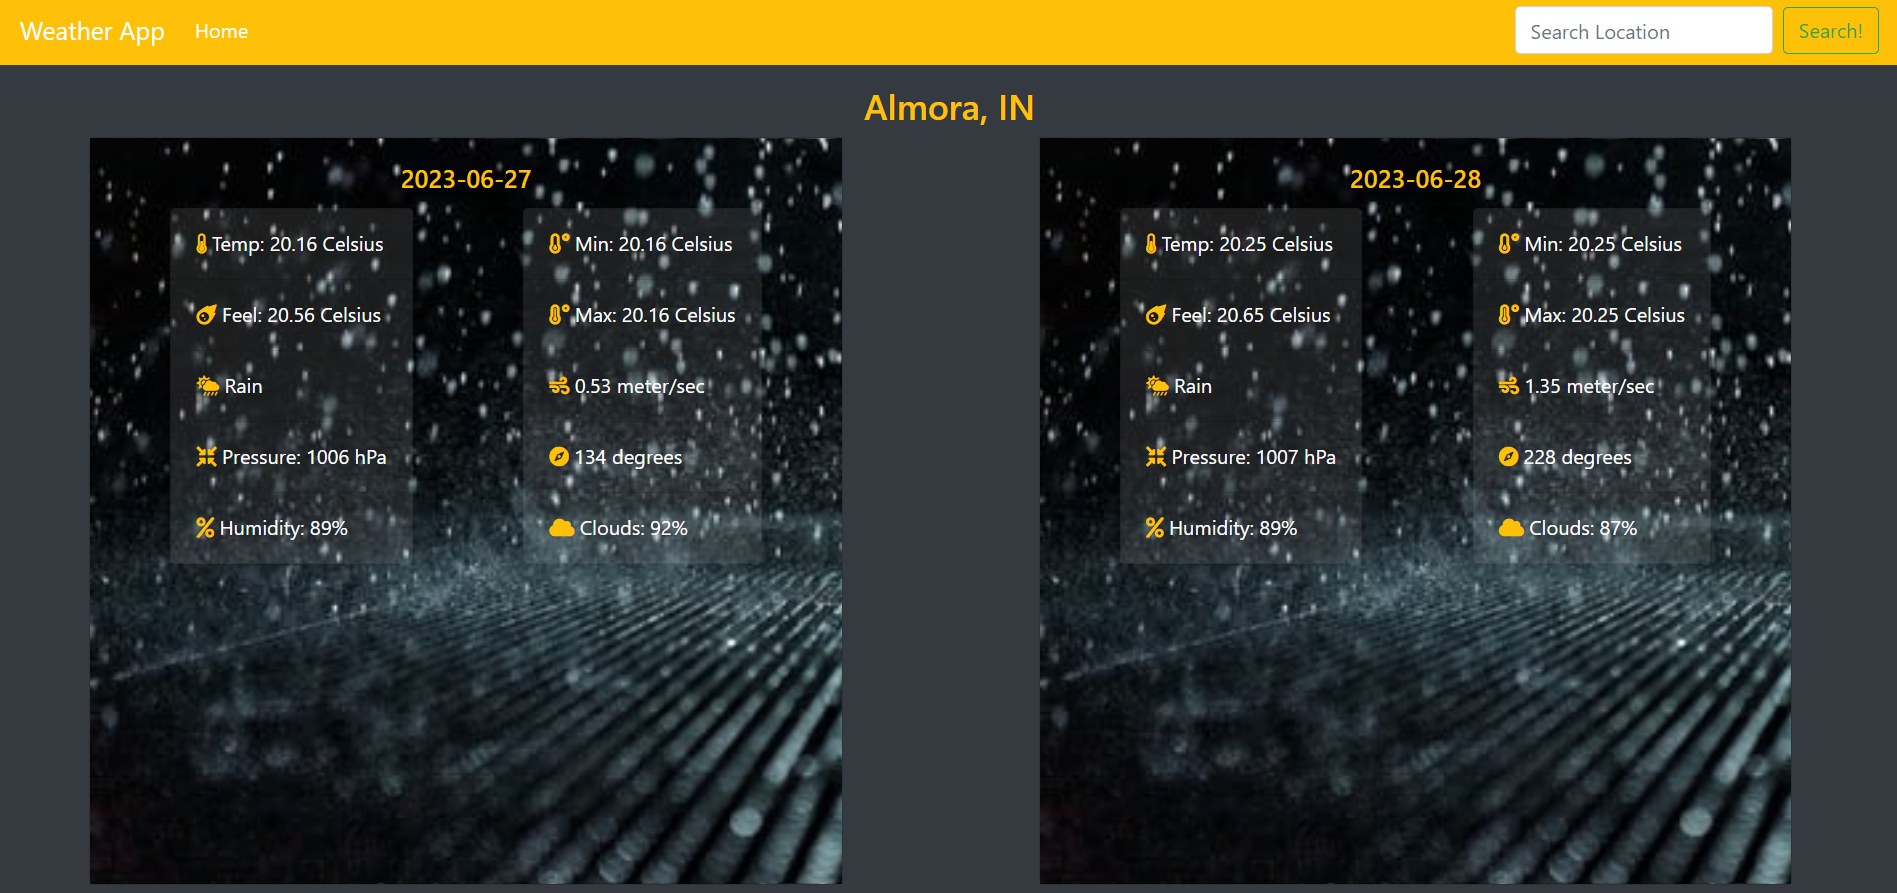 Weather App Home Search Location Search!
Almora, IN
2023-06-27
Temp: 20.16 Celsius
Feel: 20.56 Celsius
Rain
Pressure: 1006 hPa
Humidity: 89%
Min: 20.16 Celsius
Max: 20.16 Celsius
0.53 meter/sec
134 degrees
Clouds: 92%
2023-06-28
Temp: 20.25 Celsius
Feel: 20.65 Celsius
Rain
Pressure: 1007 hPa
Humidity: 89%
Min: 20.25 Celsius
Max: 20.25 Celsius
1.35 meter/sec
228 degrees
Clouds: 87%